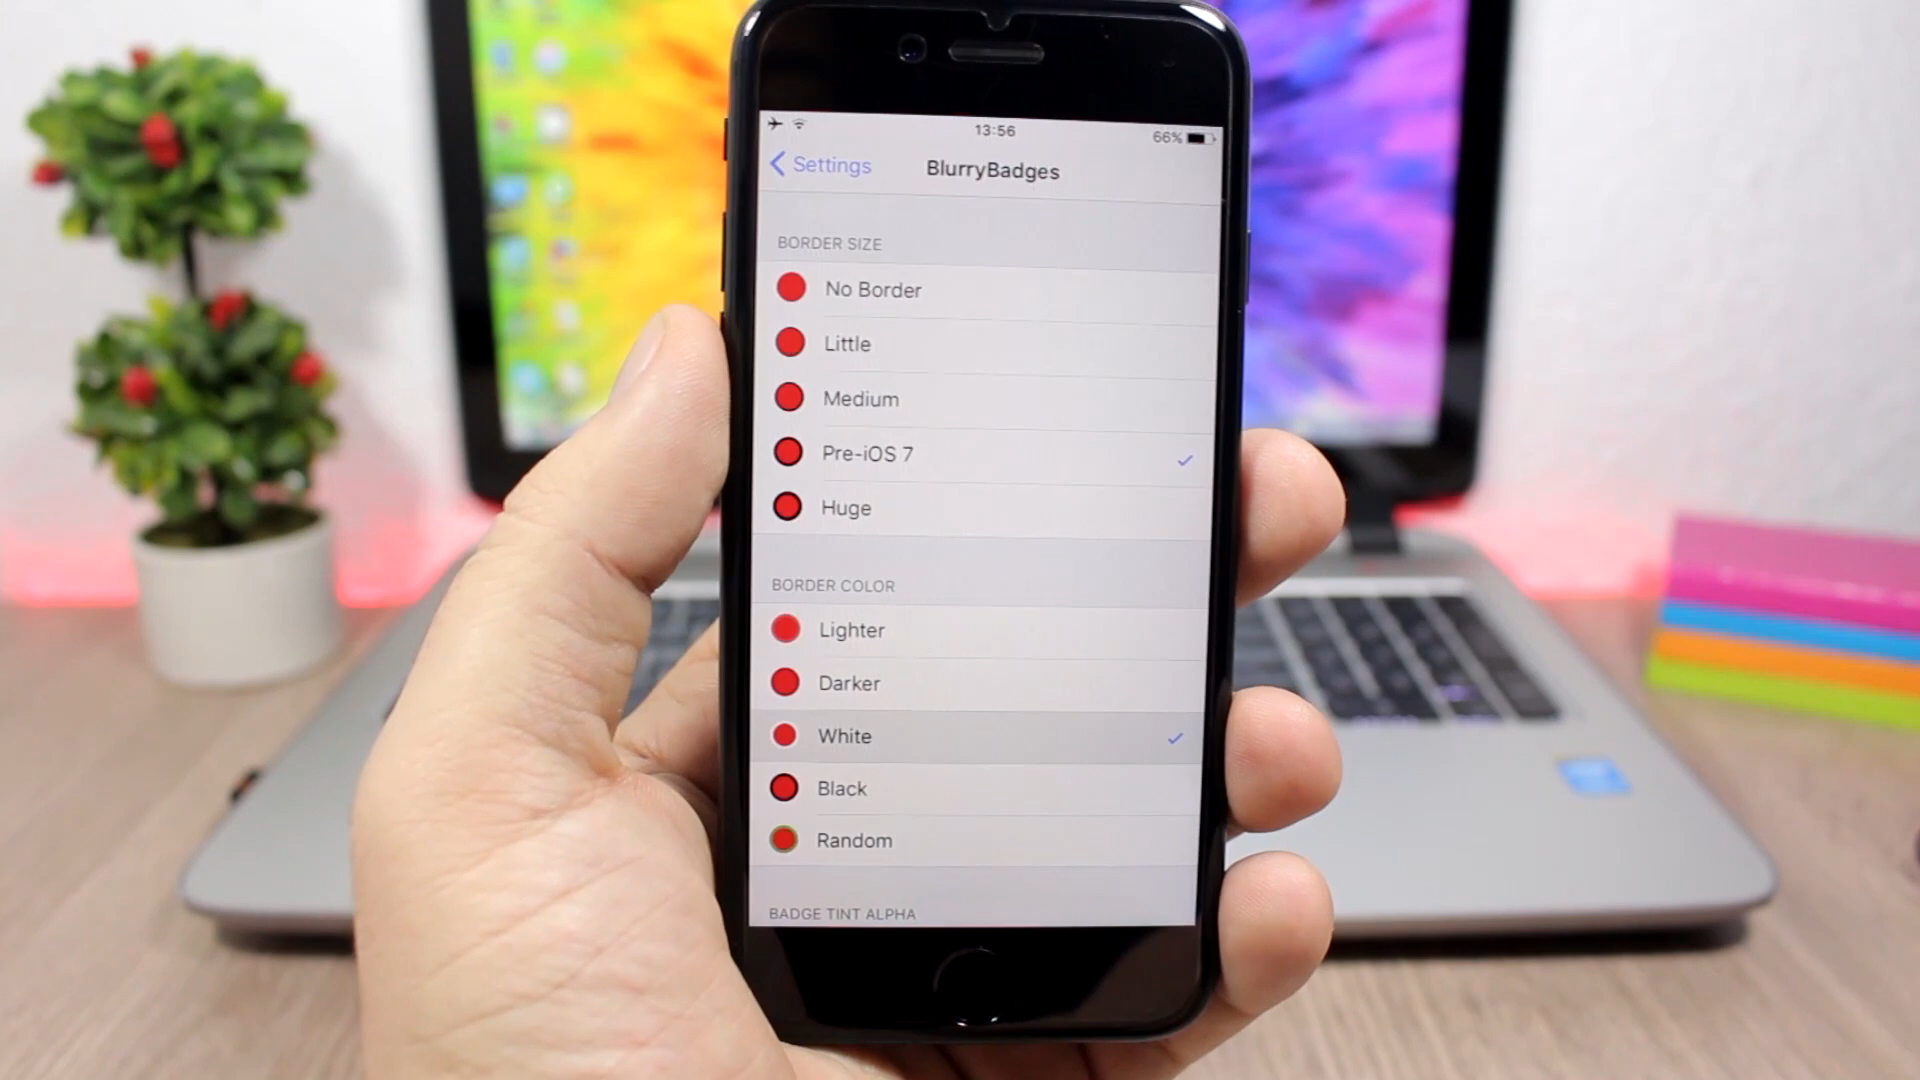 13:56
66%
Settings
BlurryBadges
BORDER SIZE
No Border
Little
Medium
Pre-iOS 7
Huge
BORDER COLOR
Lighter
Darker
White
Black
Random
BADGE TINT ALPHA